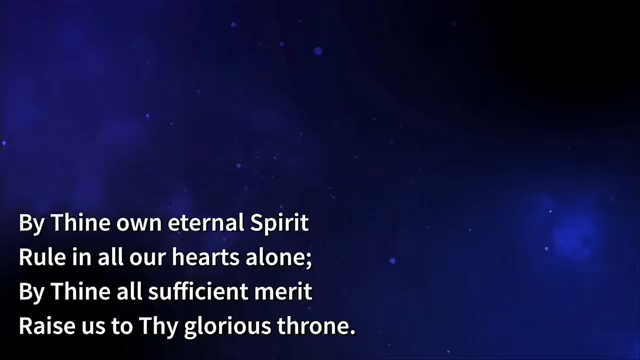 By Thine own eternal Spirit
Rule in all our hearts alone;
By Thine all sufficient merit
Raise us to Thy glorious throne.